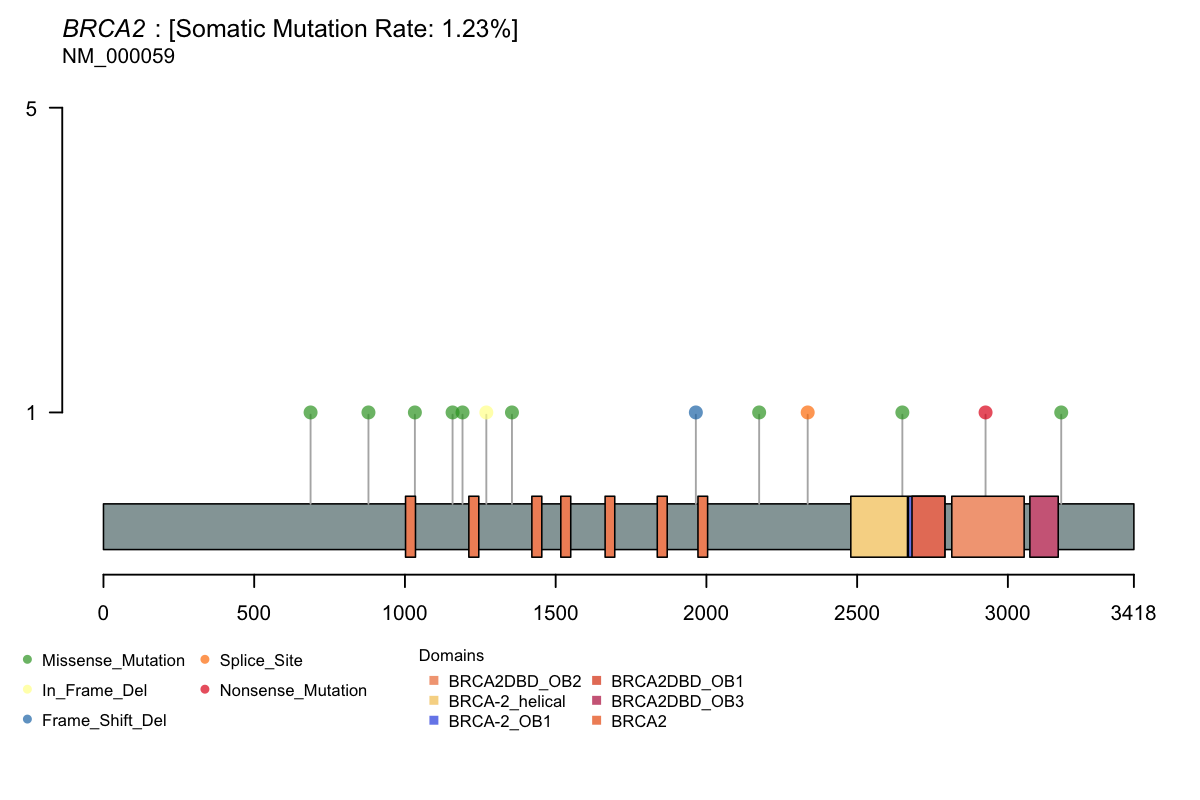 BRCA2 : [Somatic Mutation Rate: 1.23%]
NM_000059
5
1
0 500 1000 1500 2000 2500 3000 3418
Missense_Mutation Splice_Site
In_Frame_Del Nonsense_Mutation
Frame_Shift_Del
Domains
BRCA2DBD_OB2 BRCA2DBD_OB1
BRCA-2_helical BRCA2DBD_OB3
BRCA-2_OB1 BRCA2